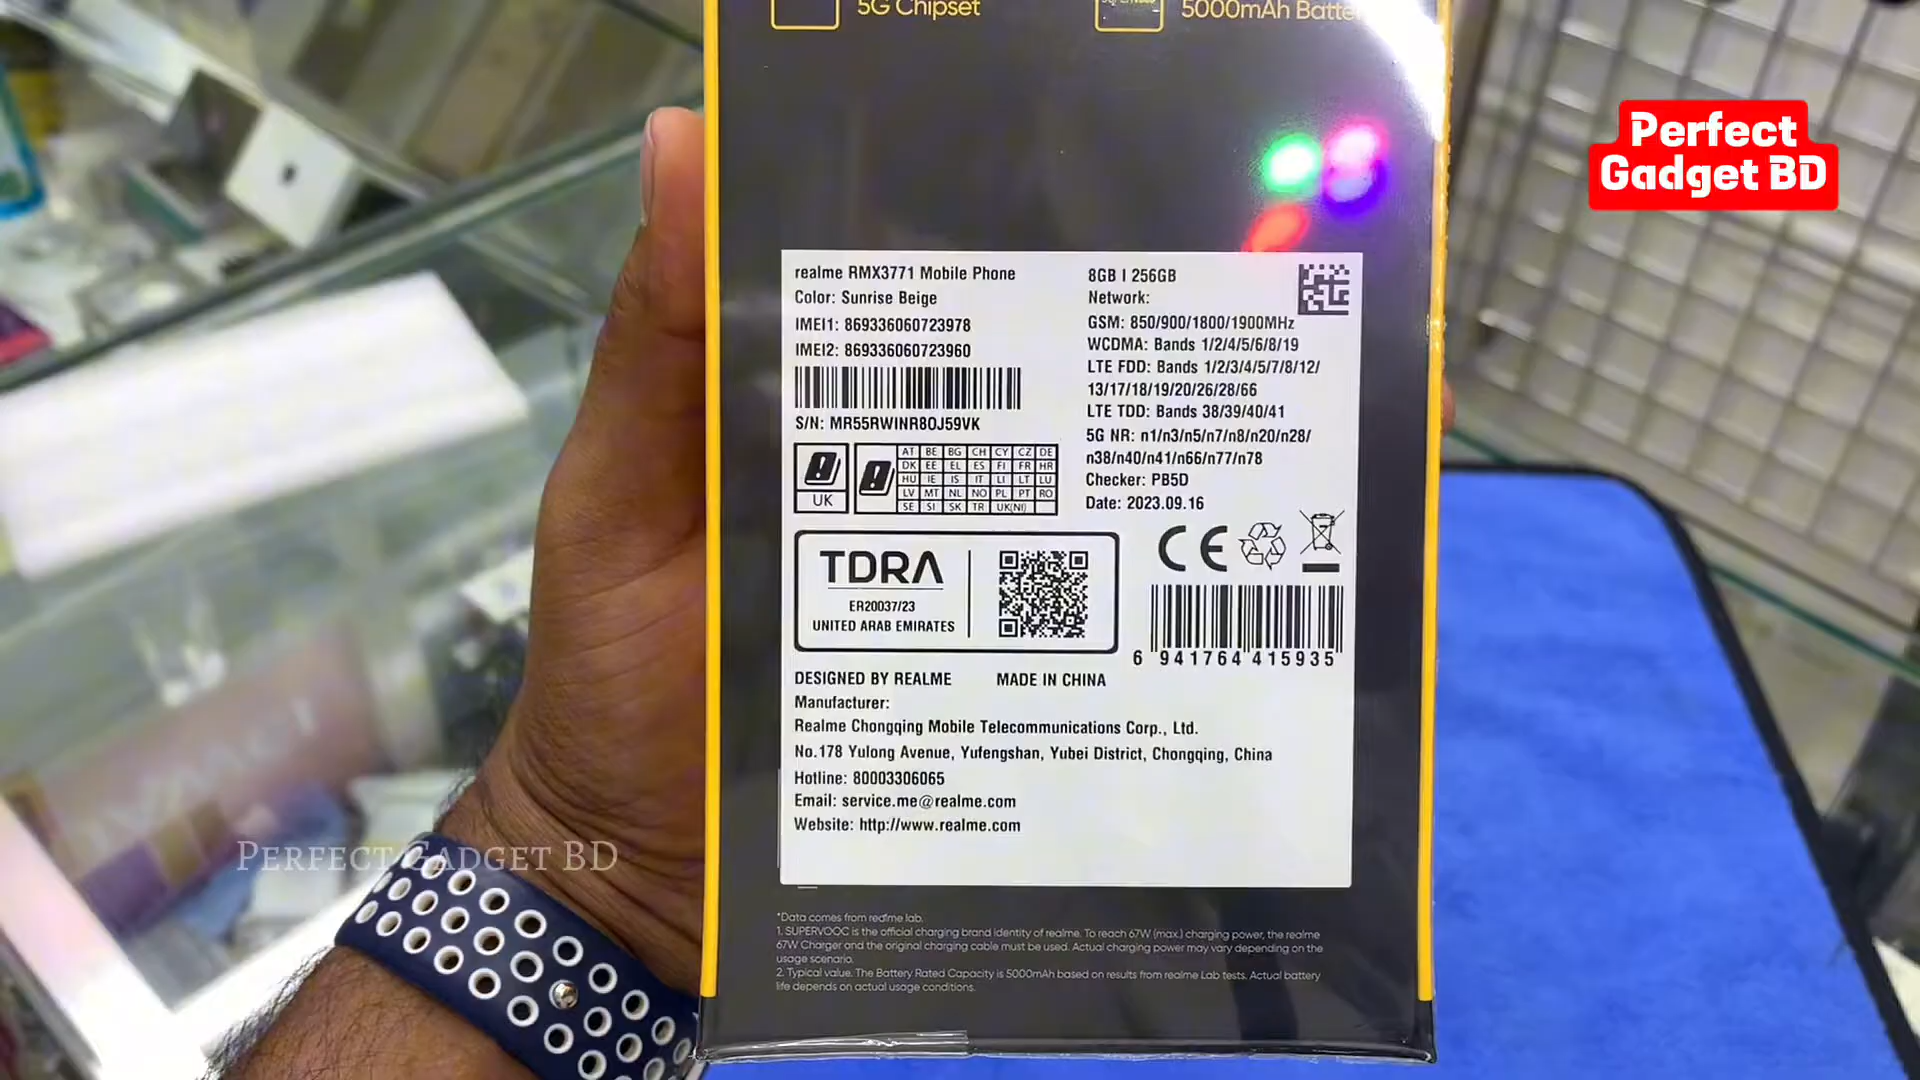 5G Chipset
5000mAh Batte
Perfect
Gadget BD
realme RMX3771 Mobile Phone
Color: Sunrise Beige
IMEI1: 869336060723978
IMEI2: 869336060723960
S/N: MR55RWINR8OJ59VK
8GB | 256GB
Network:
GSM: 850/900/1800/1900MHz
WCDMA: Bands 1/2/4/5/6/8/19
LTE FDD: Bands 1/2/3/4/5/7/8/12/
13/17/18/19/20/26/28/66
LTE TDD: Bands 38/39/40/41
5G NR: n1/n3/n5/n7/n8/n20/n28/
n38/n40/n41/n66/n77/n78
Checker: PB5D
Date: 2023.09.16
UK
AT BE BG CH CY CZ DE
DK EE EL ES FI FR HR
HU IE IS IT LI LT LU
LV MT NL NO PL PT RO
SE SI SK TR UK(NI)
TDRA
ER20037/23
UNITED ARAB EMIRATES
CE
6 941764 415935
DESIGNED BY REALME MADE IN CHINA
Manufacturer:
Realme Chongqing Mobile Telecommunications Corp., Ltd.
No.178 Yulong Avenue, Yufengshan, Yubei District, Chongqing, China
Hotline: 80003306065
Email: service.me@realme.com
Website: http://www.realme.com
PERFECT GADGET BD
*Data comes from realme lab.
1. SUPERVOOC is the official charging brand identity of realme. To reach 67W (max.) charging power, the realme
67W Charger and the original charging cable must be used. Actual charging power may vary depending on the
usage scenario.
2. Typical value. The Battery Rated Capacity is 5000mAh based on results from realme Lab tests. Actual battery
life depends on actual usage conditions.